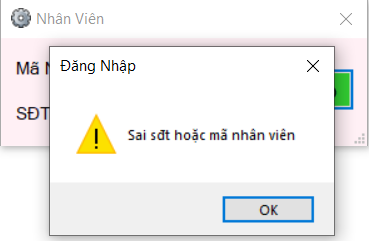 Nhân Viên
Mã
Đăng Nhập
SĐT
Sai sđt hoặc mã nhân viên
OK